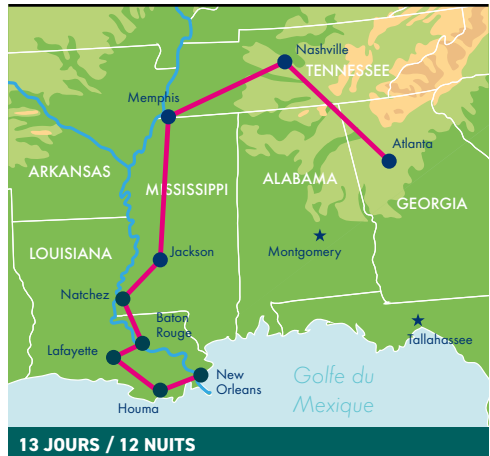 Nashville
TENNESSEE
Memphis
Atlanta
ARKANSAS
MISSISSIPPI
ALABAMA
GEORGIA
LOUISIANA
Jackson
Montgomery
Natchez
Baton
Rouge
Tallahassee
Lafayette
New
Orleans
Houma
Golfe du
Mexique
13 JOURS / 12 NUITS